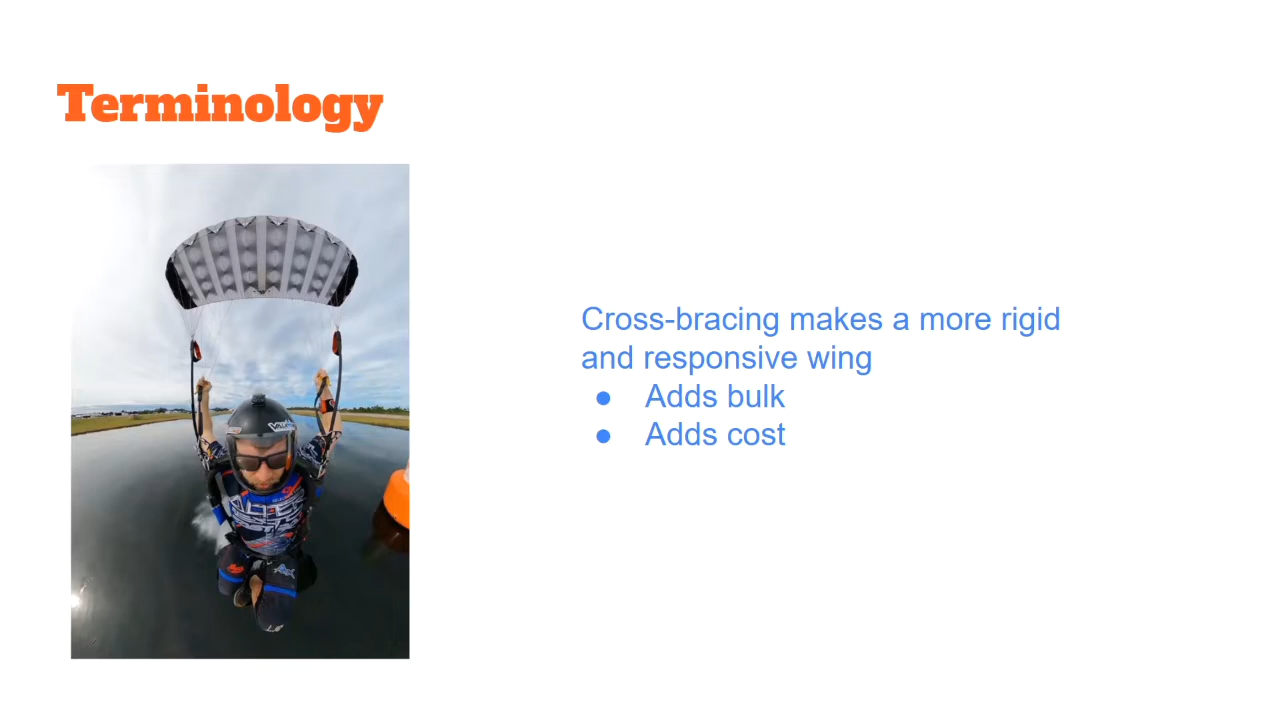 Terminology
Cross-bracing makes a more rigid
and responsive wing
● Adds bulk
● Adds cost